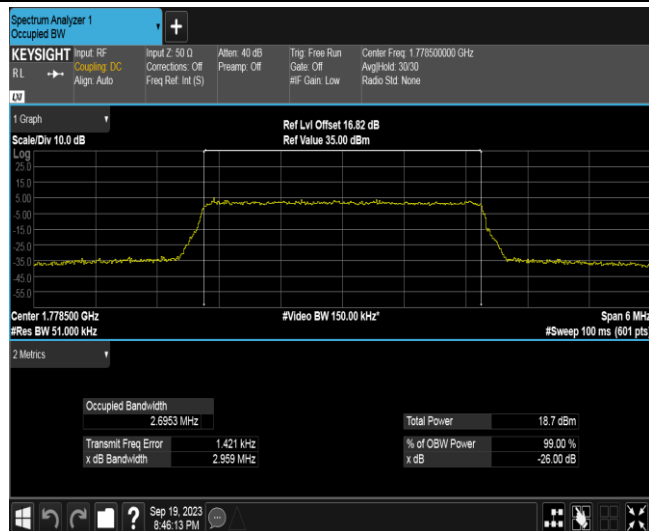 Spectrum Analyzer 1
Occupied BW
+
KEYSIGHT
RL
LXI
Input: RF
Coupling: DC
Align: Auto
Input Z: 50 Ω
Corrections: Off
Freq Ref: Int (S)
Atten: 40 dB
Preamp: Off
Trig: Free Run
Gate: Off
#IF Gain: Low
Center Freq: 1.778500000 GHz
Avg|Hold: 30/30
Radio Std: None
1 Graph
Scale/Div 10.0 dB
Ref Lvl Offset 16.82 dB
Ref Value 35.00 dBm
Log
25.0
15.0
5.00
-5.00
-15.0
-25.0
-35.0
-45.0
-55.0
Center 1.778500 GHz
#Res BW 51.000 kHz
#Video BW 150.00 kHz*
Span 6 MHz
#Sweep 100 ms (601 pts)
2 Metrics
Occupied Bandwidth
2.6953 MHz
Total Power 18.7 dBm
Transmit Freq Error 1.421 kHz
% of OBW Power 99.00 %
x dB Bandwidth 2.959 MHz
x dB -26.00 dB
?
Sep 19, 2023
8:46:13 PM